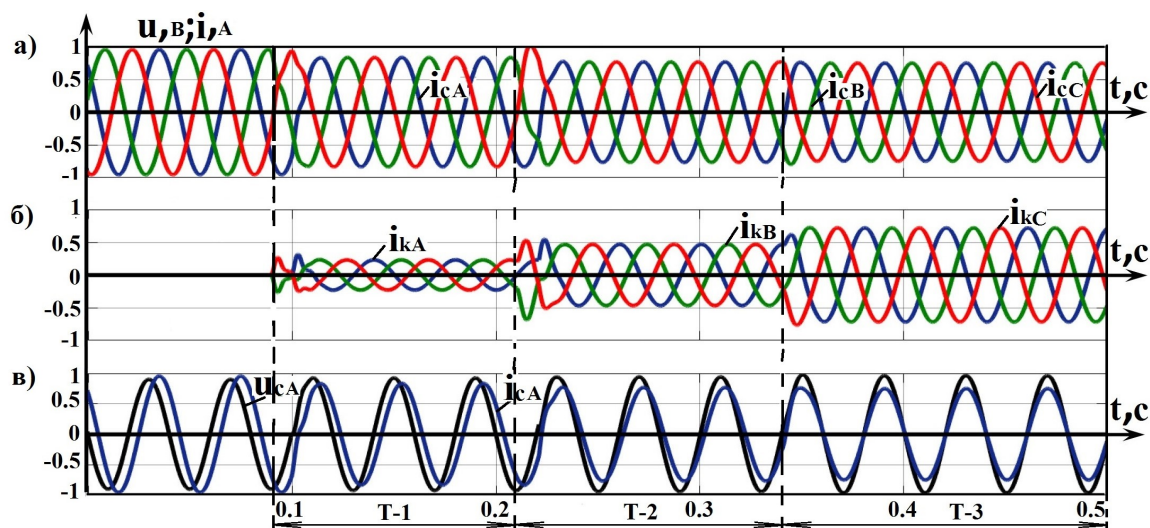 u,В;i,А
а)
1
0.5
0
-0.5
-1
icA
icB
icC
t,c
б)
1
0.5
0
-0.5
-1
ikA
ikB
ikC
t,c
в)
1
0.5
0
-0.5
-1
ucA
icA
t,c
0.1
0.2
0.3
0.4
0.5
T-1
T-2
T-3